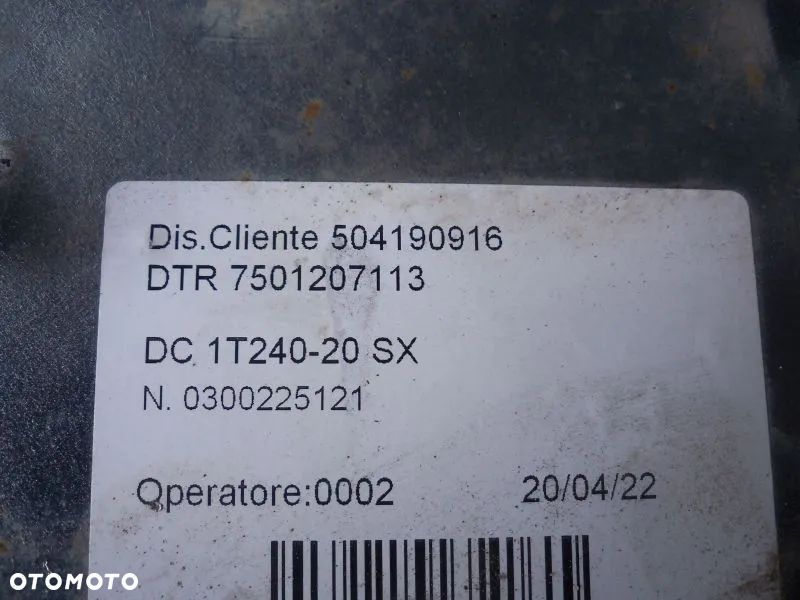 Dis.Cliente 504190916
DTR 7501207113
DC 1T240-20 SX
N. 0300225121
Operatore:0002 20/04/22
OTOMOTO